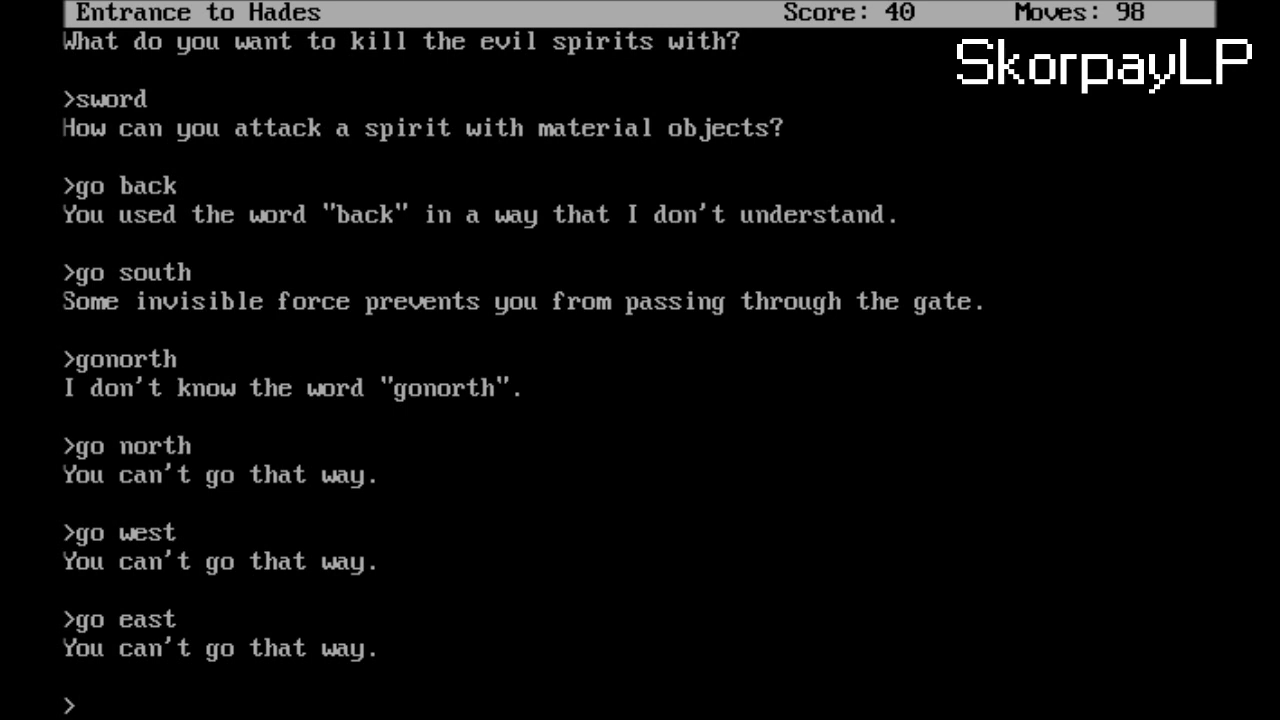 Entrance to Hades Score: 40 Moves: 98
What do you want to kill the evil spirits with?
SkorpayLP
>sword
How can you attack a spirit with material objects?
>go back
You used the word "back" in a way that I don't understand.
>go south
Some invisible force prevents you from passing through the gate.
>gonorth
I don't know the word "gonorth".
>go north
You can't go that way.
>go west
You can't go that way.
>go east
You can't go that way.
>